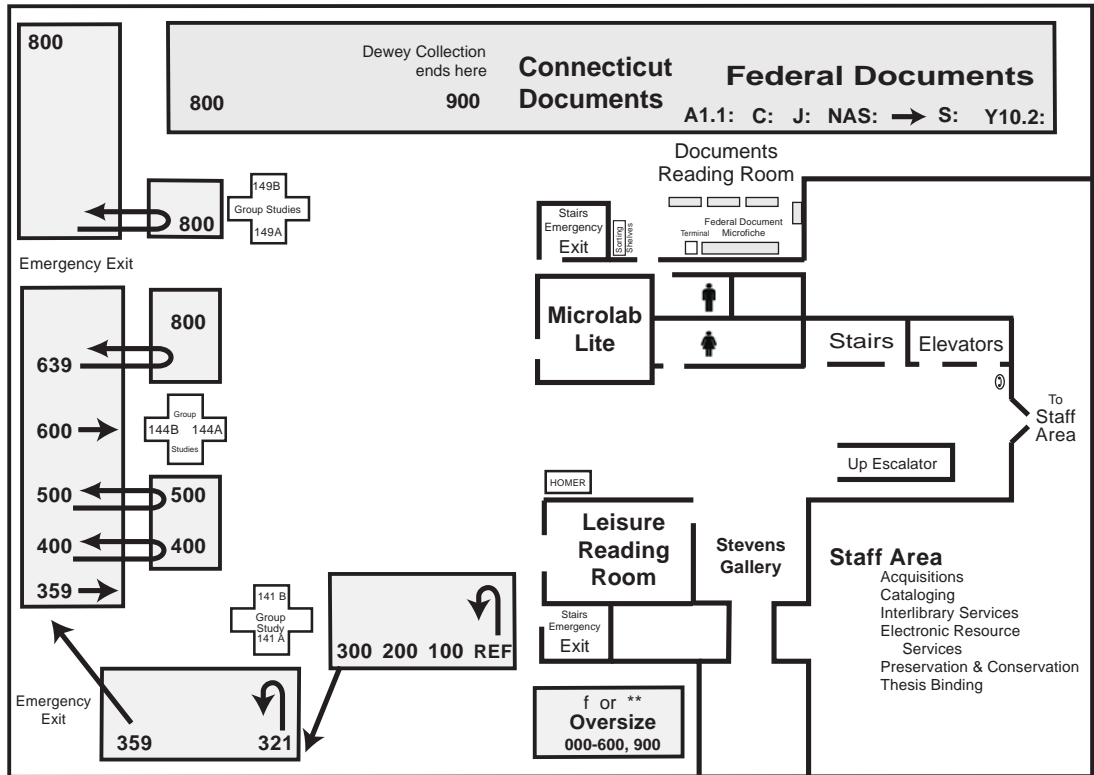 800
Dewey Collection
ends here
800
900
Connecticut
Documents
Federal Documents
A1.1: C: J: NAS: S: Y10.2:
Documents
Reading Room
149B
Group Studies
149A
800
Stairs
Emergency
Exit
Sorting
Shelves
Federal Document
Microfiche
Terminal
Emergency Exit
800
639
Microlab
Lite
Stairs
Elevators
To
Staff
Area
600
Group
144B 144A
Studies
Up Escalator
500
500
400
400
359
HOMER
Leisure
Reading
Room
Stevens
Gallery
Staff Area
Acquisitions
Cataloging
Interlibrary Services
Electronic Resource
Services
Preservation & Conservation
Thesis Binding
141 B
Group
Study
141 A
300 200 100 REF
Stairs
Emergency
Exit
Emergency
Exit
359
321
f or **
Oversize
000-600, 900